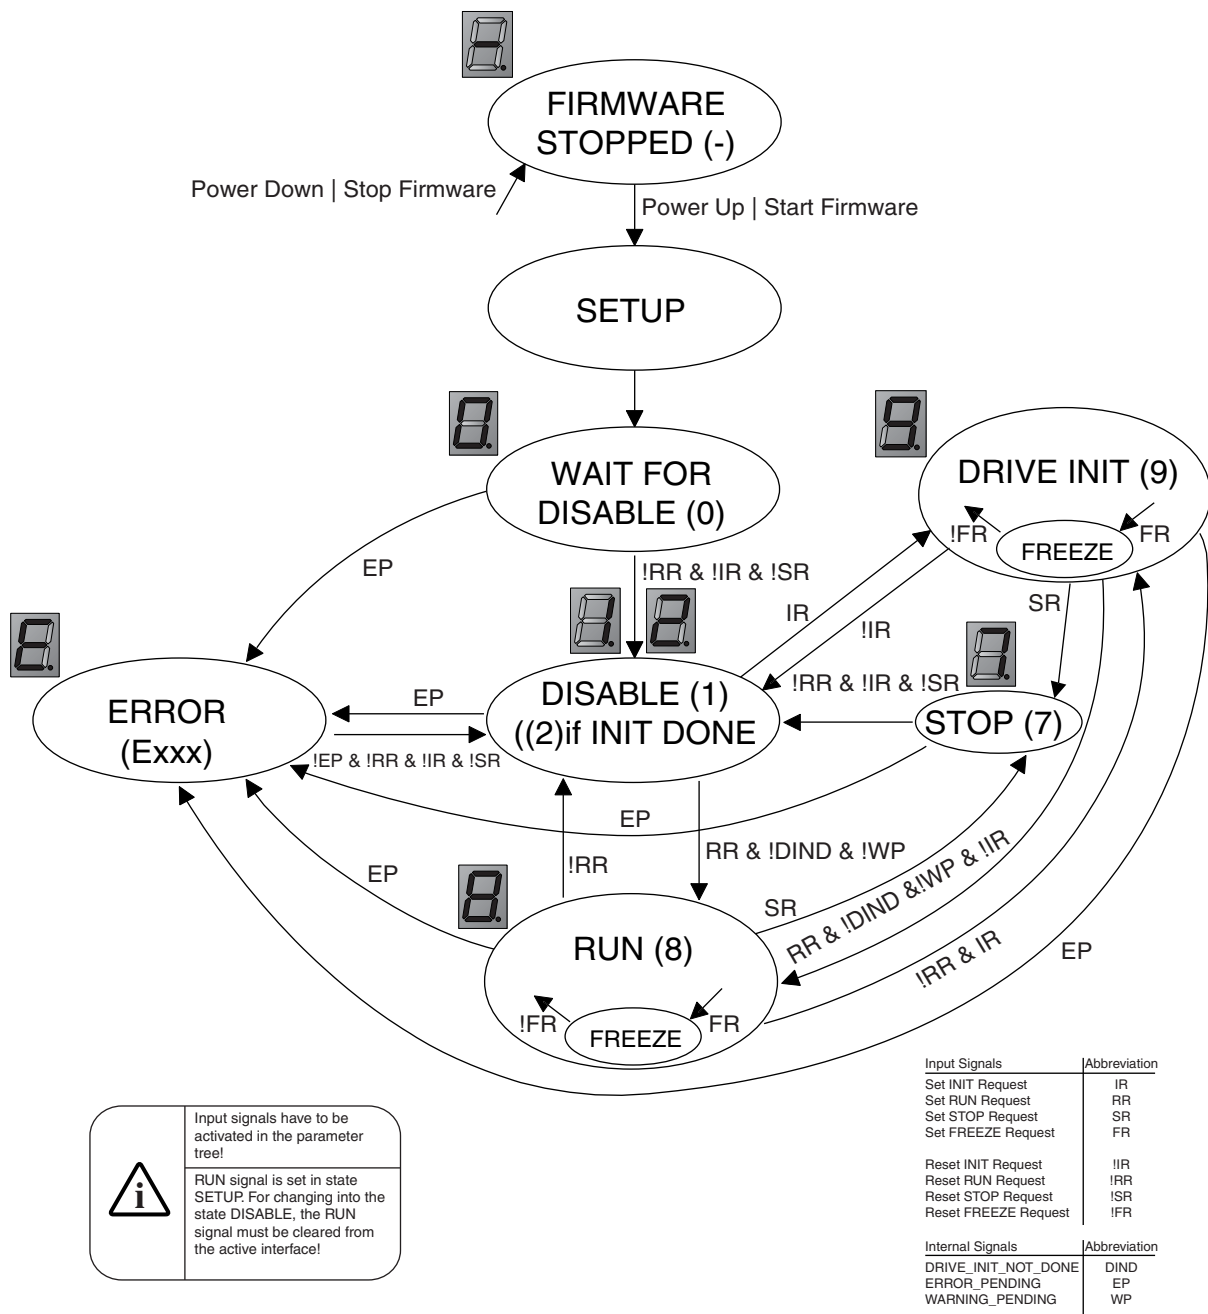 FIRMWARE
STOPPED (-)
Power Down | Stop Firmware
Power Up | Start Firmware
SETUP
WAIT FOR
DISABLE (0)
DRIVE INIT (9)
!FR
FR
FREEZE
EP
!RR & !IR & !SR
IR
!IR
SR
!RR & !IR & !SR
ERROR
(Exxx)
EP
!EP & !RR & !IR & !SR
DISABLE (1)
((2)if INIT DONE
STOP (7)
EP
EP
!RR
RR & !DIND & !WP
SR
RR & !DIND &!WP & !IR
!RR & IR
EP
RUN (8)
!FR
FR
FREEZE
Input signals have to be
activated in the parameter
tree!
i
RUN signal is set in state
SETUP. For changing into the
state DISABLE, the RUN
signal must be cleared from
the active interface!
Input Signals Abbreviation
Set INIT Request IR
Set RUN Request RR
Set STOP Request SR
Set FREEZE Request FR
Reset INIT Request !IR
Reset RUN Request !RR
Reset STOP Request !SR
Reset FREEZE Request !FR
Internal Signals Abbreviation
DRIVE_INIT_NOT_DONE DIND
ERROR_PENDING EP
WARNING_PENDING WP